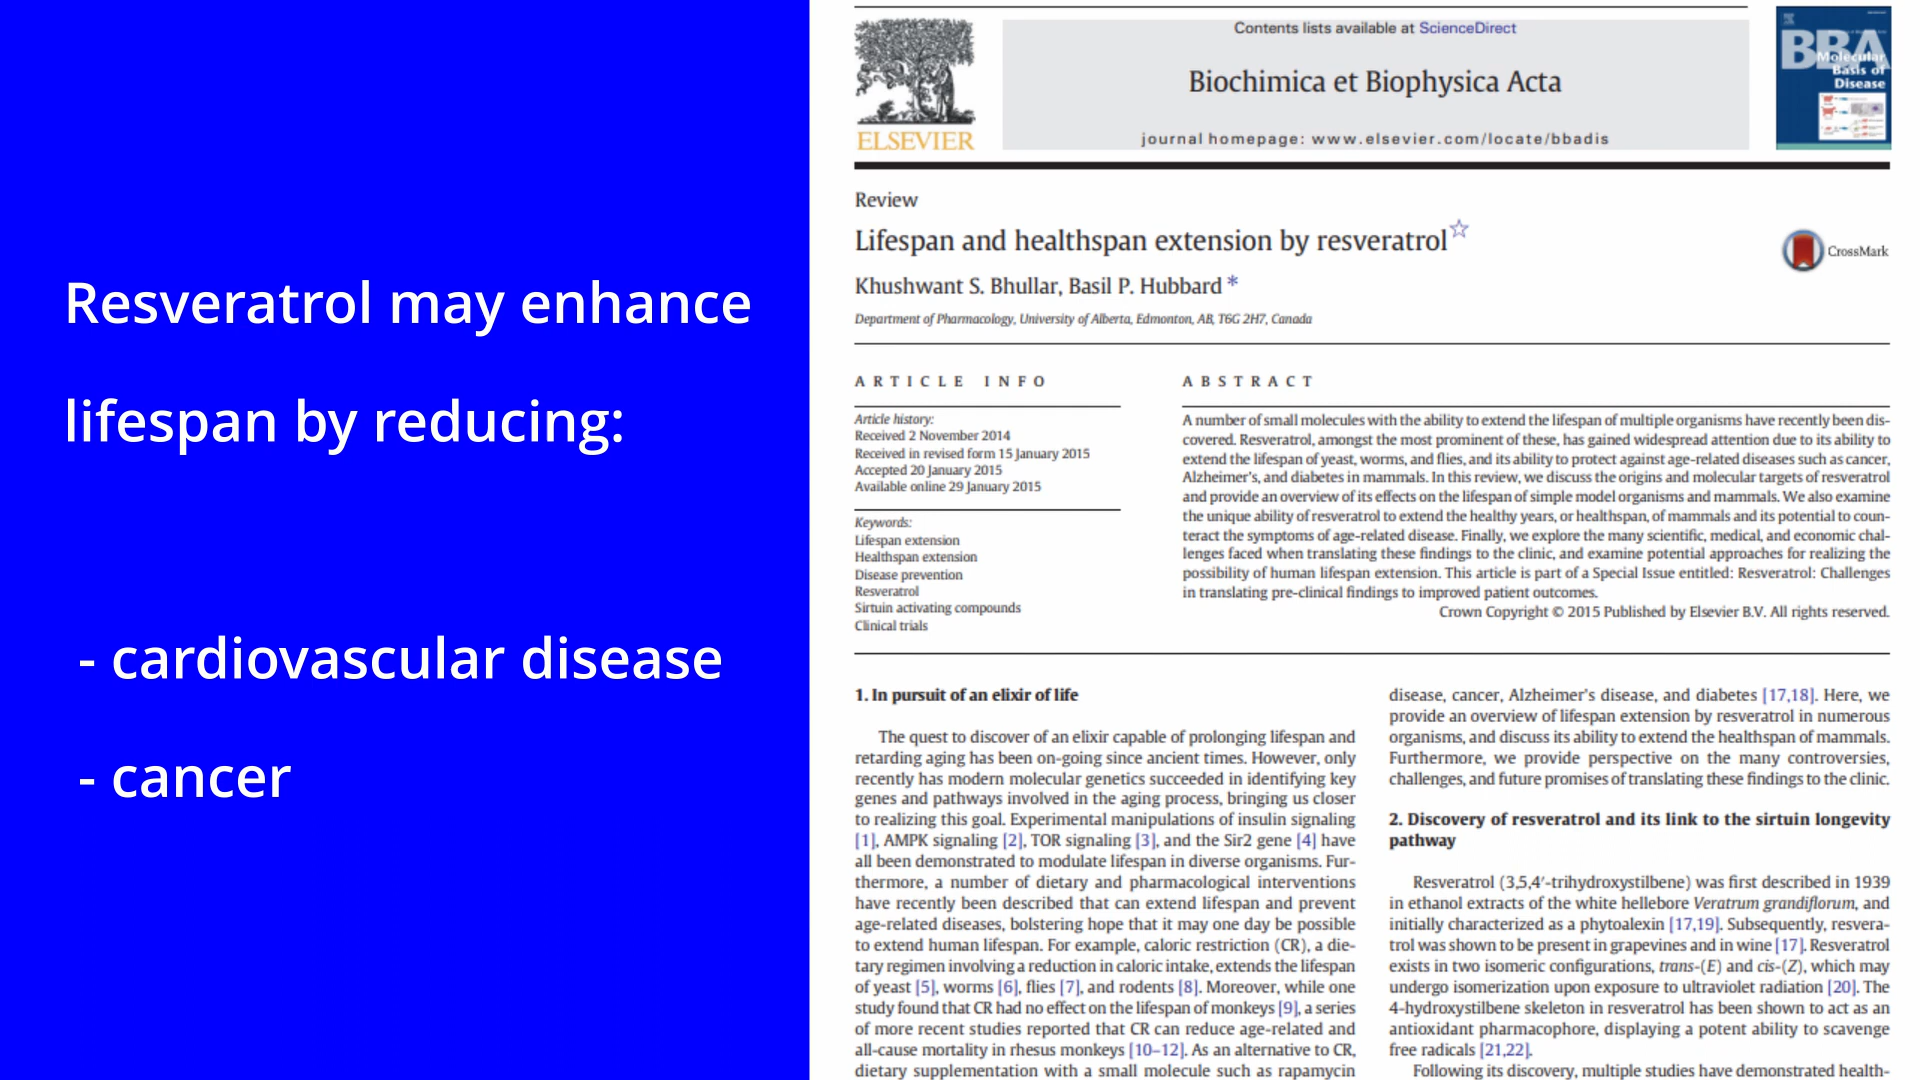 Resveratrol may enhance
lifespan by reducing:
- cardiovascular disease
- cancer
ELSEVIER
Contents lists available at ScienceDirect
Biochimica et Biophysica Acta
journal homepage: www.elsevier.com/locate/bbadis
BBA
Molecular
Basis of
Disease
Review
Lifespan and healthspan extension by resveratrol☆
CrossMark
Khushwant S. Bhullar, Basil P. Hubbard *
Department of Pharmacology, University of Alberta, Edmonton, AB, T6G 2H7, Canada
ARTICLE INFO
Article history:
Received 2 November 2014
Received in revised form 15 January 2015
Accepted 20 January 2015
Available online 29 January 2015
Keywords:
Lifespan extension
Healthspan extension
Disease prevention
Resveratrol
Sirtuin activating compounds
Clinical trials
ABSTRACT
A number of small molecules with the ability to extend the lifespan of multiple organisms have recently been dis-
covered. Resveratrol, amongst the most prominent of these, has gained widespread attention due to its ability to
extend the lifespan of yeast, worms, and flies, and its ability to protect against age-related diseases such as cancer,
Alzheimer's, and diabetes in mammals. In this review, we discuss the origins and molecular targets of resveratrol
and provide an overview of its effects on the lifespan of simple model organisms and mammals. We also examine
the unique ability of resveratrol to extend the healthy years, or healthspan, of mammals and its potential to coun-
teract the symptoms of age-related disease. Finally, we explore the many scientific, medical, and economic chal-
lenges faced when translating these findings to the clinic, and examine potential approaches for realizing the
possibility of human lifespan extension. This article is part of a Special Issue entitled: Resveratrol: Challenges
in translating pre-clinical findings to improved patient outcomes.
Crown Copyright © 2015 Published by Elsevier B.V. All rights reserved.
1. In pursuit of an elixir of life
The quest to discover of an elixir capable of prolonging lifespan and
retarding aging has been on-going since ancient times. However, only
recently has modern molecular genetics succeeded in identifying key
genes and pathways involved in the aging process, bringing us closer
to realizing this goal. Experimental manipulations of insulin signaling
[1], AMPK signaling [2], TOR signaling [3], and the Sir2 gene [4] have
all been demonstrated to modulate lifespan in diverse organisms. Fur-
thermore, a number of dietary and pharmacological interventions
have recently been described that can extend lifespan and prevent
age-related diseases, bolstering hope that it may one day be possible
to extend human lifespan. For example, caloric restriction (CR), a die-
tary regimen involving a reduction in caloric intake, extends the lifespan
of yeast [5], worms [6], flies [7], and rodents [8]. Moreover, while one
study found that CR had no effect on the lifespan of monkeys [9], a series
of more recent studies reported that CR can reduce age-related and
all-cause mortality in rhesus monkeys [10–12]. As an alternative to CR,
dietary supplementation with a small molecule such as rapamycin
disease, cancer, Alzheimer's disease, and diabetes [17,18]. Here, we
provide an overview of lifespan extension by resveratrol in numerous
organisms, and discuss its ability to extend the healthspan of mammals.
Furthermore, we provide perspective on the many controversies,
challenges, and future promises of translating these findings to the clinic.
2. Discovery of resveratrol and its link to the sirtuin longevity
pathway
Resveratrol (3,5,4′-trihydroxystilbene) was first described in 1939
in ethanol extracts of the white hellebore Veratrum grandiflorum, and
initially characterized as a phytoalexin [17,19]. Subsequently, resvera-
trol was shown to be present in grapevines and in wine [17]. Resveratrol
exists in two isomeric configurations, trans-(E) and cis-(Z), which may
undergo isomerization upon exposure to ultraviolet radiation [20]. The
4-hydroxystilbene skeleton in resveratrol has been shown to act as an
antioxidant pharmacophore, displaying a potent ability to scavenge
free radicals [21,22].
Following its discovery, multiple studies have demonstrated health-